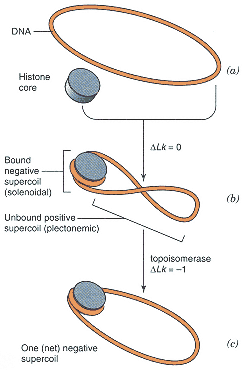 DNA
(a)
Histone
core
ΔLk = 0
Bound
negative
supercoil
(solenoidal)
(b)
Unbound positive
supercoil (plectonemic)
topoisomerase
ΔLk = −1
One (net) negative
supercoil
(c)